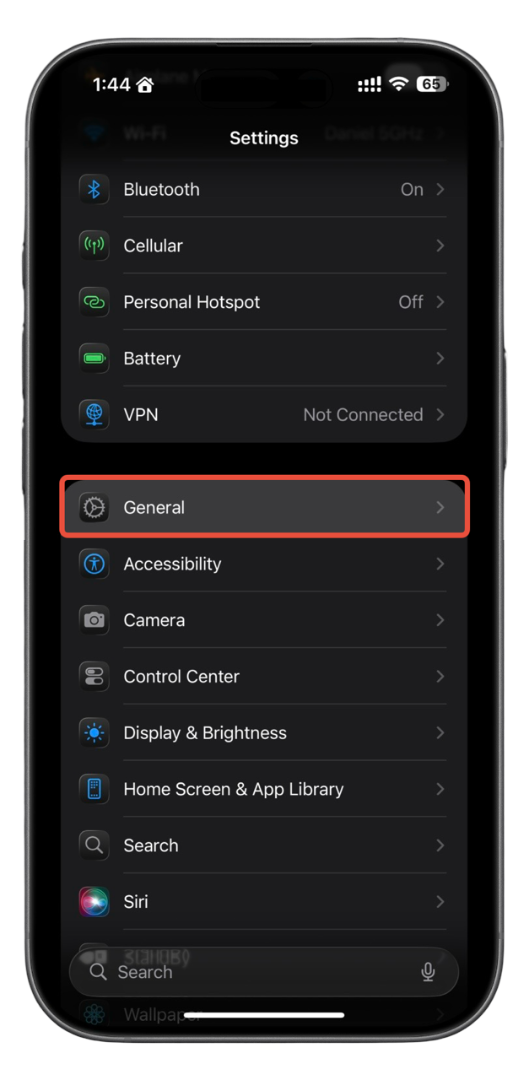 Airplane M
1:44
65
Wi-Fi Daniel 5GHz
Settings
Bluetooth On
Cellular
Personal Hotspot Off
Battery
VPN Not Connected
General
Accessibility
Camera
Control Center
Display & Brightness
Home Screen & App Library
Search
Siri
Search
Wallpaper